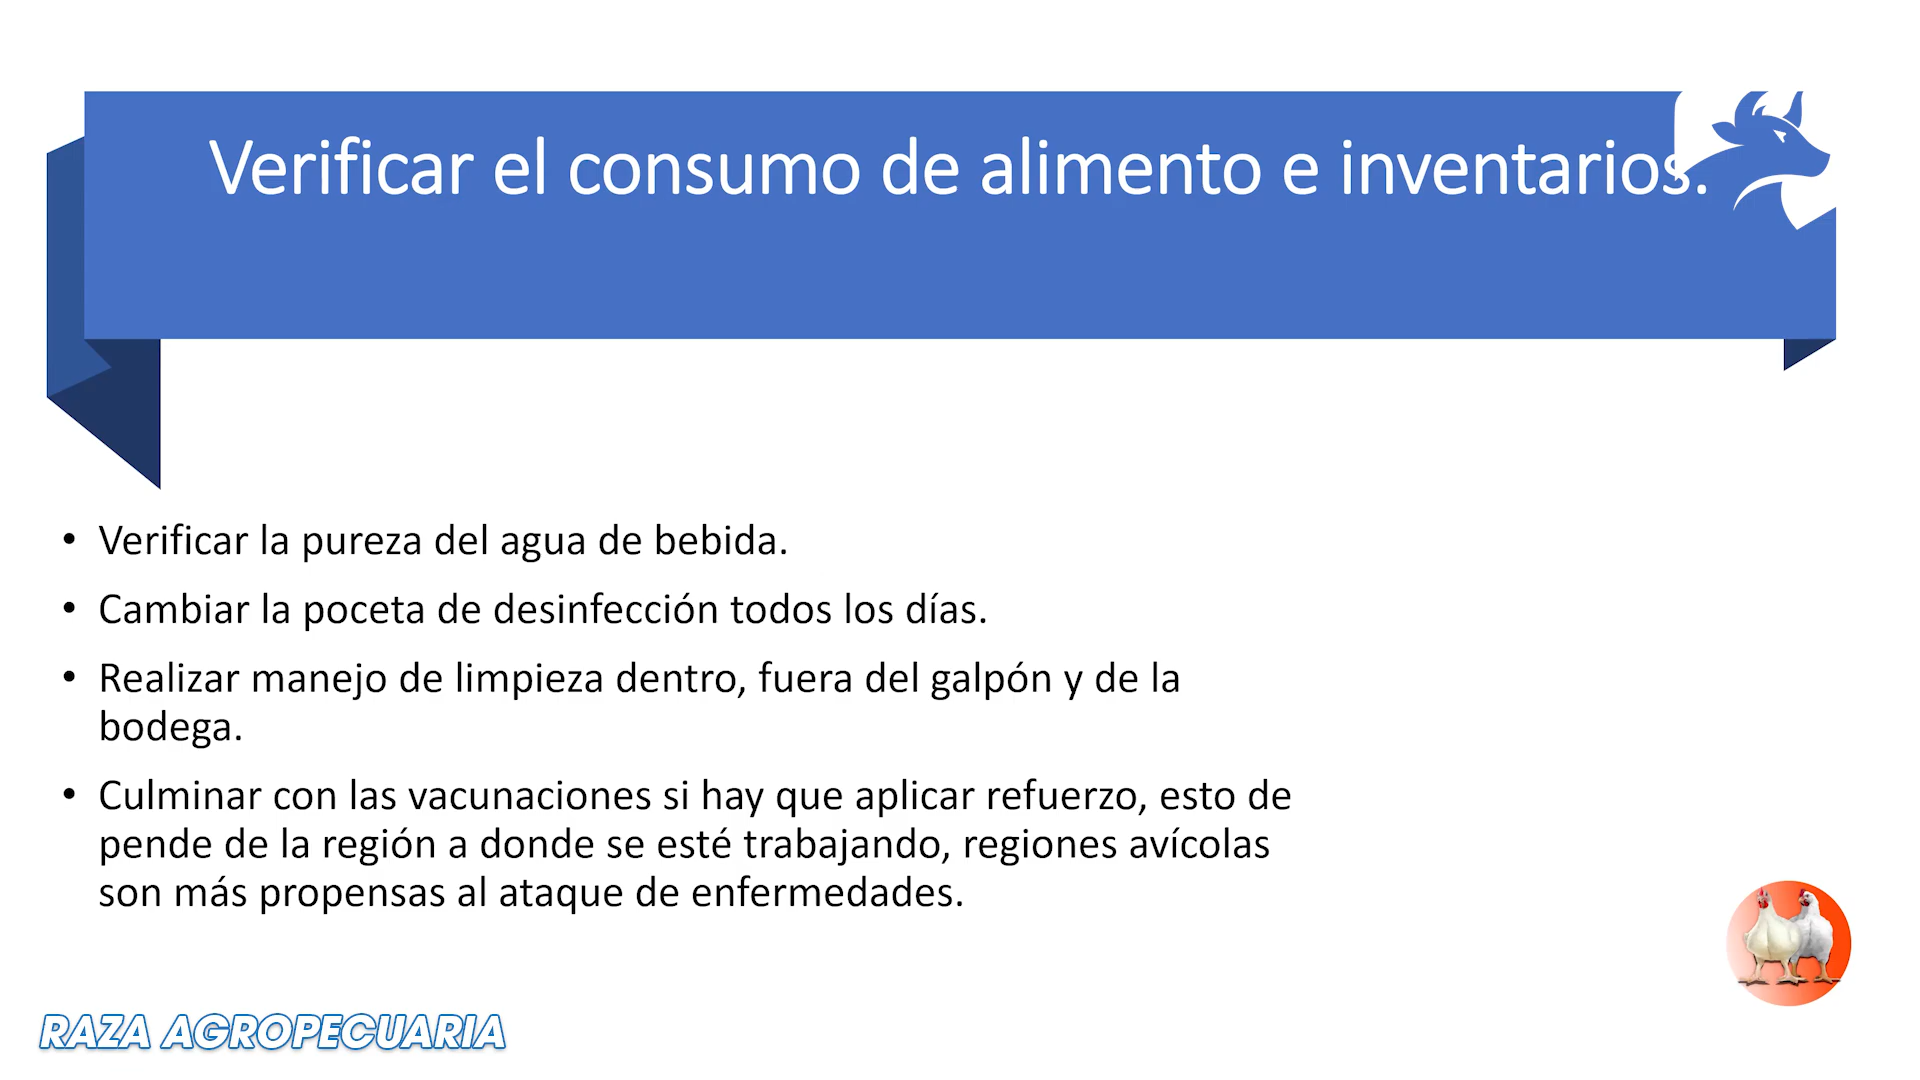 Verificar el consumo de alimento e inventarios.
• Verificar la pureza del agua de bebida.
• Cambiar la poceta de desinfección todos los días.
• Realizar manejo de limpieza dentro, fuera del galpón y de la
bodega.
• Culminar con las vacunaciones si hay que aplicar refuerzo, esto de
pende de la región a donde se esté trabajando, regiones avícolas
son más propensas al ataque de enfermedades.
RAZA AGROPECUARIA